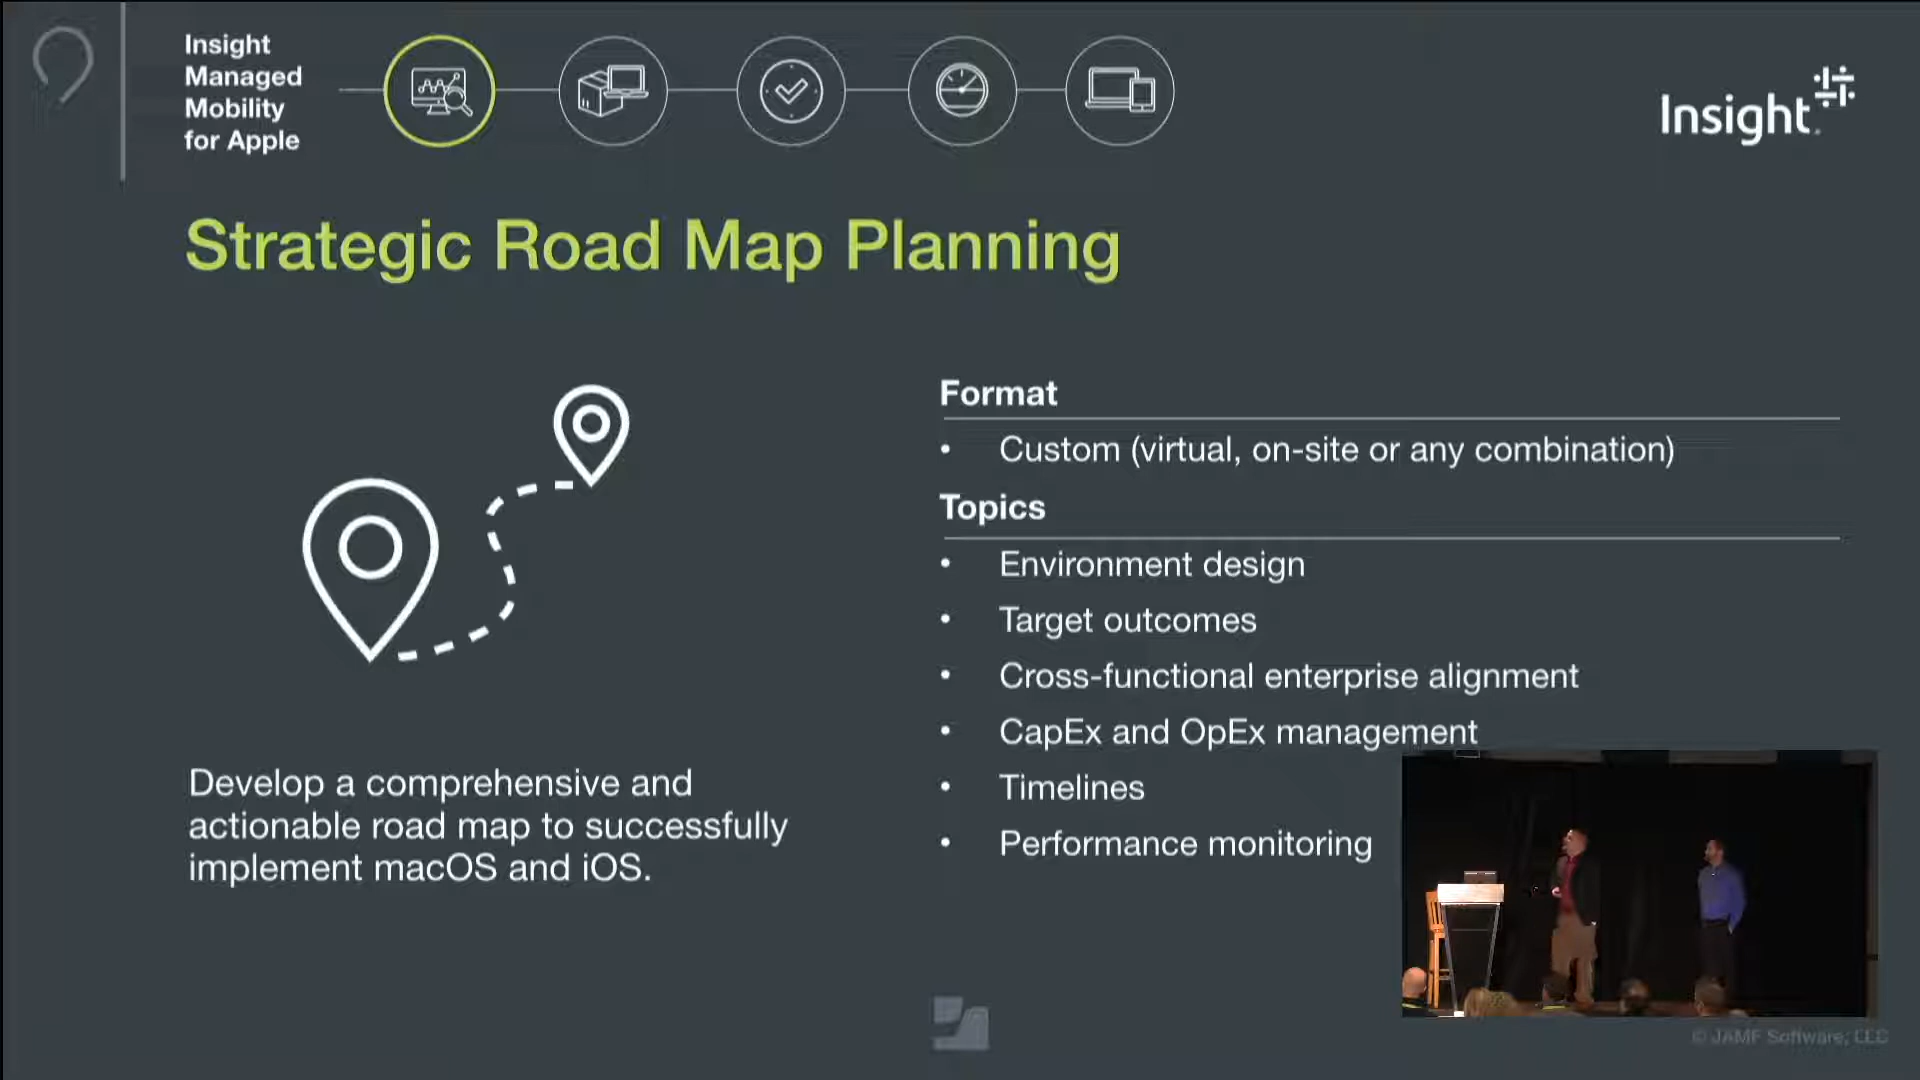 Insight
Managed
Mobility
for Apple
Insight.
Strategic Road Map Planning
Format
• Custom (virtual, on-site or any combination)
Topics
• Environment design
• Target outcomes
• Cross-functional enterprise alignment
• CapEx and OpEx management
• Timelines
• Performance monitoring
Develop a comprehensive and
actionable road map to successfully
implement macOS and iOS.
© JAMF Software, LLC